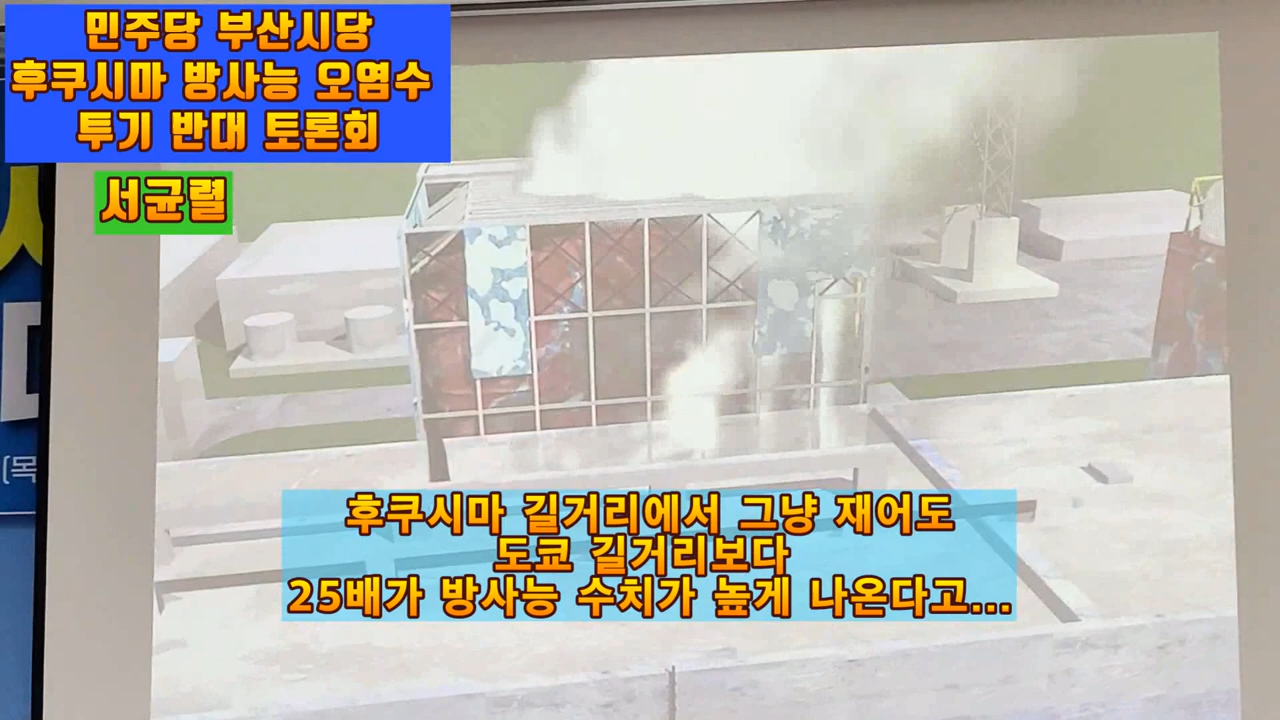 민주당 부산시당
후쿠시마 방사능 오염수
투기 반대 토론회
서균렬
후쿠시마 길거리에서 그냥 재어도
도쿄 길거리보다
25배가 방사능 수치가 높게 나온다고...